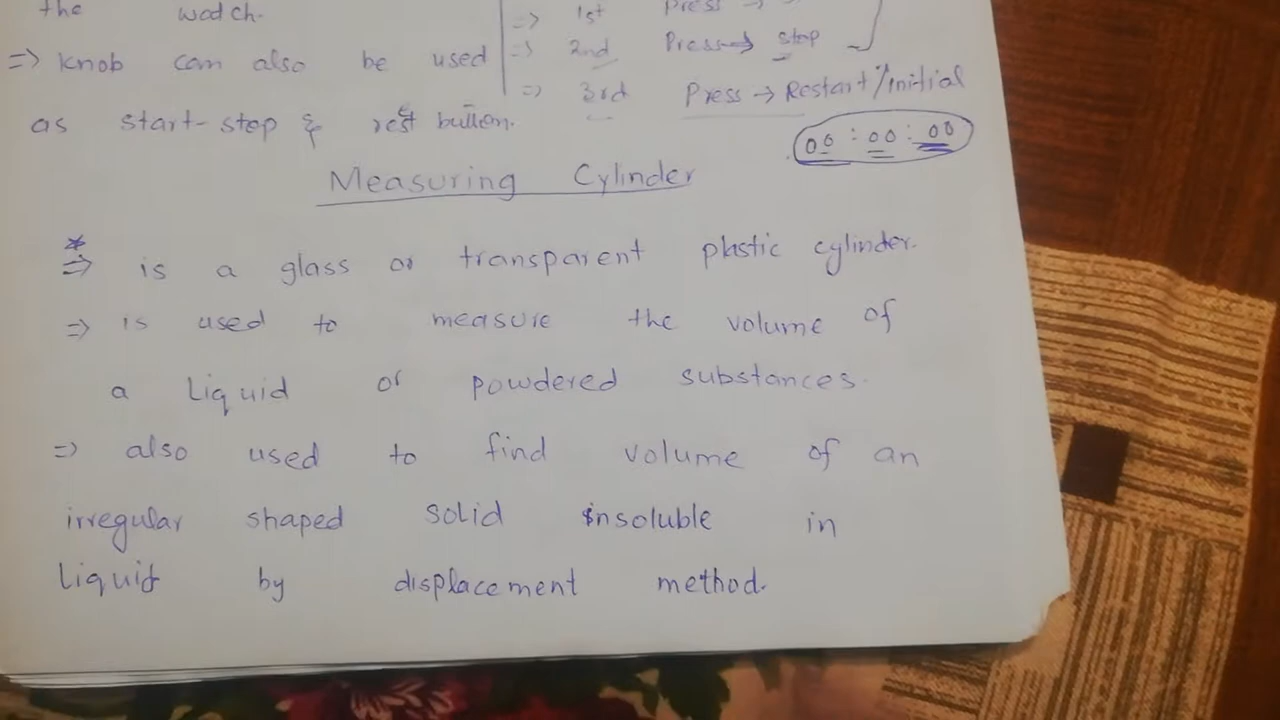 the watch.
=> knob can also be used
as start-stop & reset button.
=> 1st Press →
=> 2nd Press → stop
=> 3rd Press → Restart/Initial
00 : 00 : 00
Measuring Cylinder
* => is a glass or transparent plastic cylinder.
=> is used to measure the volume of
a liquid or powdered substances.
=> also used to find volume of an
irregular shaped solid insoluble in
liquid by displacement method.